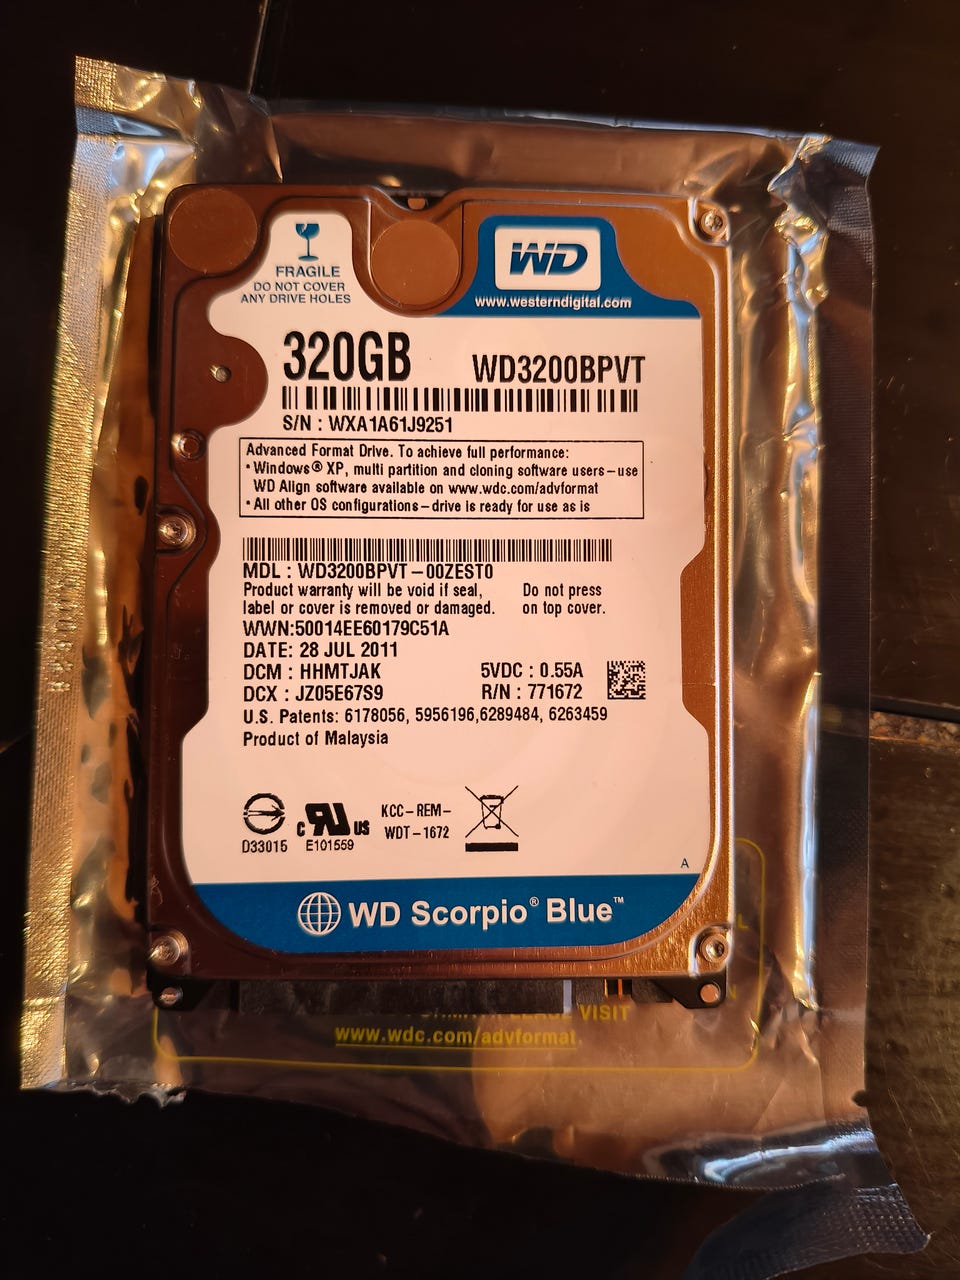 FRAGILE
DO NOT COVER
ANY DRIVE HOLES
WD
www.westerndigital.com
320GB
WD3200BPVT
S/N : WXA1A61J9251
Advanced Format Drive. To achieve full performance:
• Windows® XP, multi partition and cloning software users – use
WD Align software available on www.wdc.com/advformat
• All other OS configurations – drive is ready for use as is
MDL : WD3200BPVT – 00ZEST0
Product warranty will be void if seal,
label or cover is removed or damaged.
Do not press
on top cover.
WWN:50014EE60179C51A
DATE: 28 JUL 2011
DCM : HHMTJAK
5VDC : 0.55A
DCX : JZ05E67S9
R/N : 771672
U.S. Patents: 6178056, 5956196,6289484, 6263459
Product of Malaysia
D33015
c RU US
E101559
KCC – REM –
WDT – 1672
A
WD Scorpio® Blue™
VISIT
www.wdc.com/advformat.